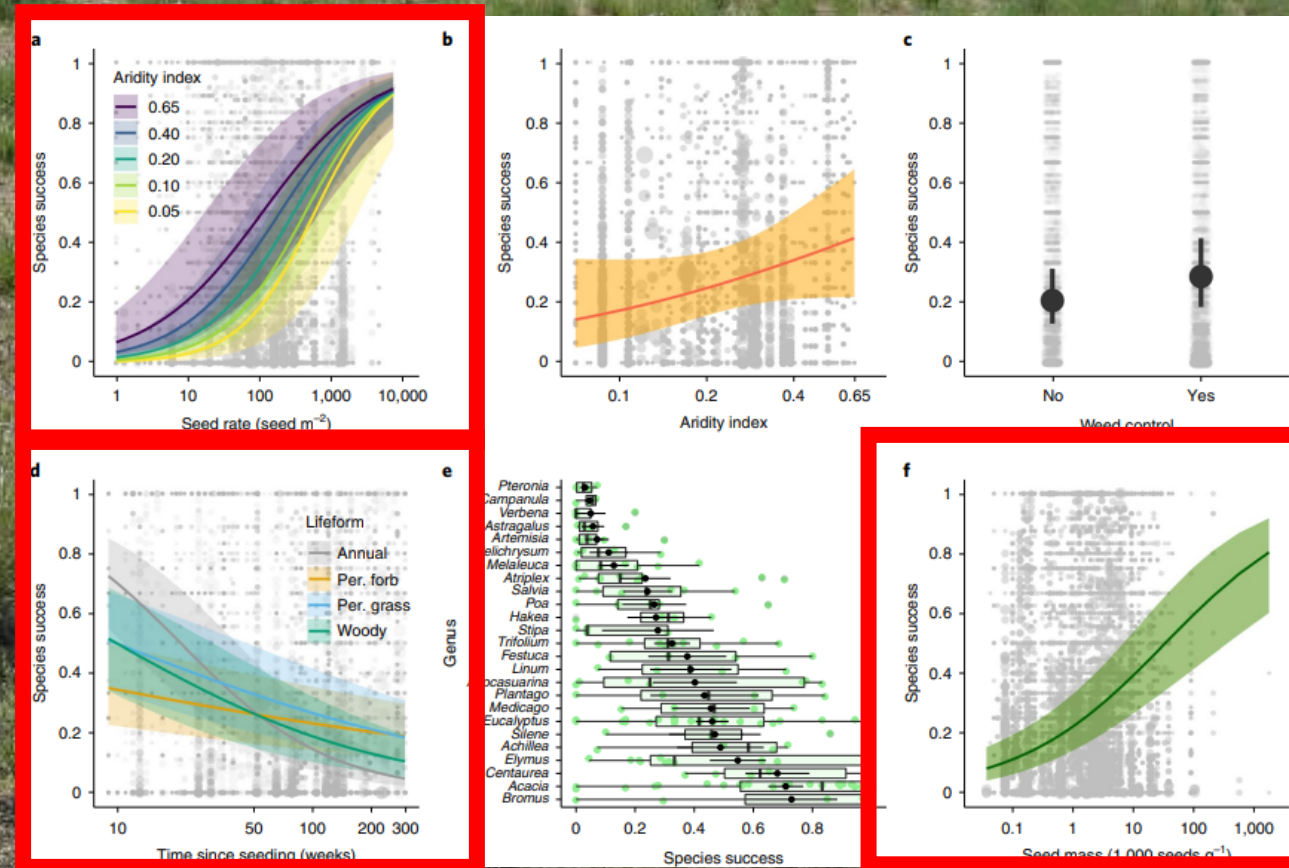 a
Aridity index
0.65
0.40
0.20
0.10
0.05
Species success
1
0.8
0.6
0.4
0.2
0
1 10 100 1,000 10,000
Seed rate (seed m⁻²)
b
Species success
1
0.8
0.6
0.4
0.2
0
0.1 0.2 0.4 0.65
Aridity index
c
Species success
1
0.8
0.6
0.4
0.2
0
No Yes
Weed control
d
Lifeform
Annual
Per. forb
Per. grass
Woody
Species success
1
0.8
0.6
0.4
0.2
0
10 50 100 200 300
Time since seeding (weeks)
e
Genus
Pteronia
Campanula
Verbena
Astragalus
Artemisia
elichrysum
Melaleuca
Atriplex
Salvia
Poa
Hakea
Stipa
Trifolium
Festuca
Linum
ocasuarina
Plantago
Medicago
Eucalyptus
Silene
Achillea
Elymus
Centaurea
Acacia
Bromus
0 0.2 0.4 0.6 0.8
Species success
f
Species success
1
0.8
0.6
0.4
0.2
0
0.1 1 10 100 1,000
Seed mass (1,000 seeds g⁻¹)